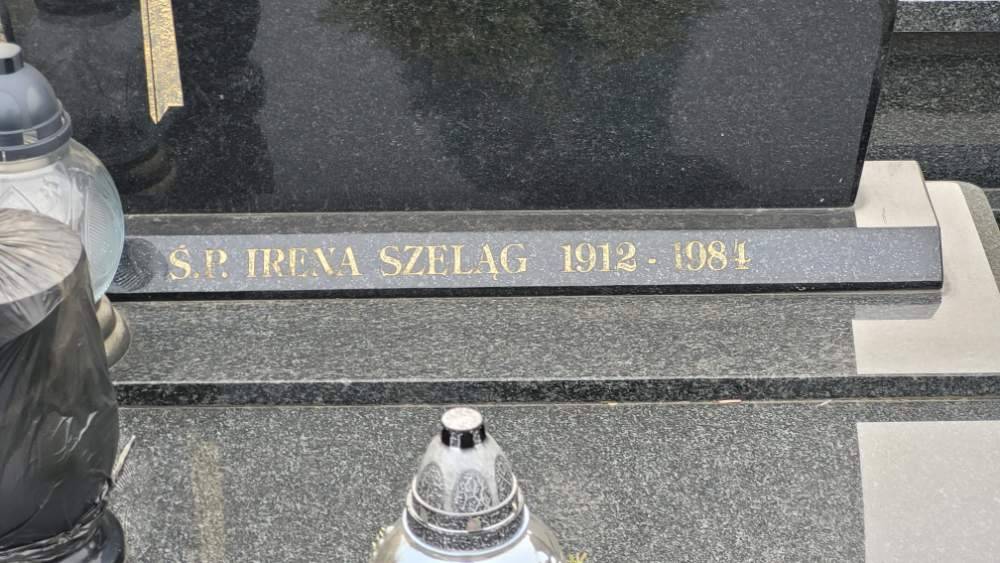 Ś.P. IRENA SZELĄG 1912 - 1984